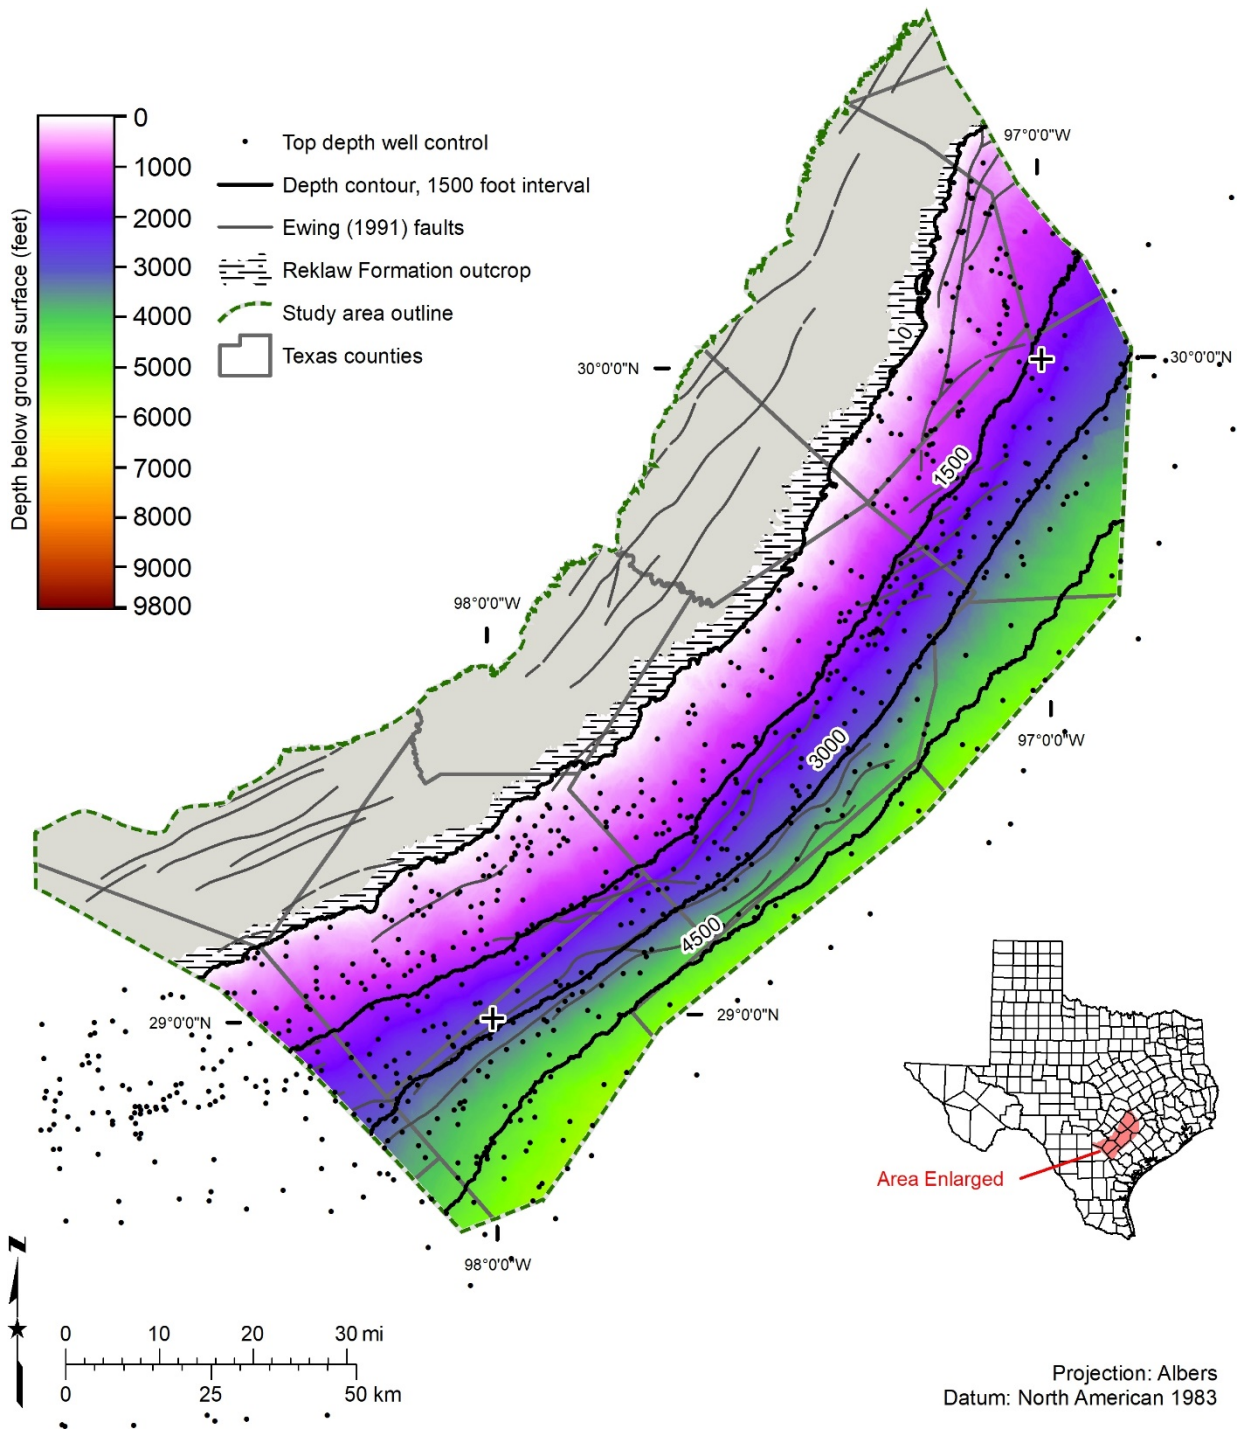 0
1000
2000
3000
4000
5000
6000
7000
8000
9000
9800
Depth below ground surface (feet)
Top depth well control
Depth contour, 1500 foot interval
Ewing (1991) faults
Reklaw Formation outcrop
Study area outline
Texas counties
97°0'0"W
30°0'0"N
30°0'0"N
0
1500
98°0'0"W
3000
97°0'0"W
4500
29°0'0"N
29°0'0"N
98°0'0"W
Area Enlarged
N
0 10 20 30 mi
0 25 50 km
Projection: Albers
Datum: North American 1983